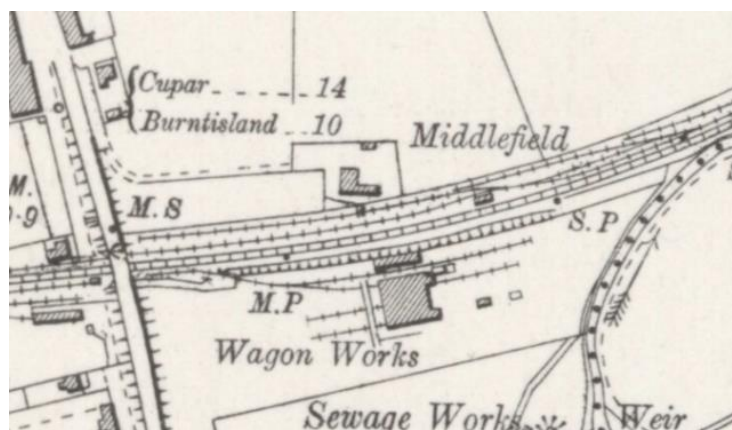 Cupar 14
Burntisland 10
Middlefield
M.
M.S
S.P
M.P
Wagon Works
Sewage Works
Weir